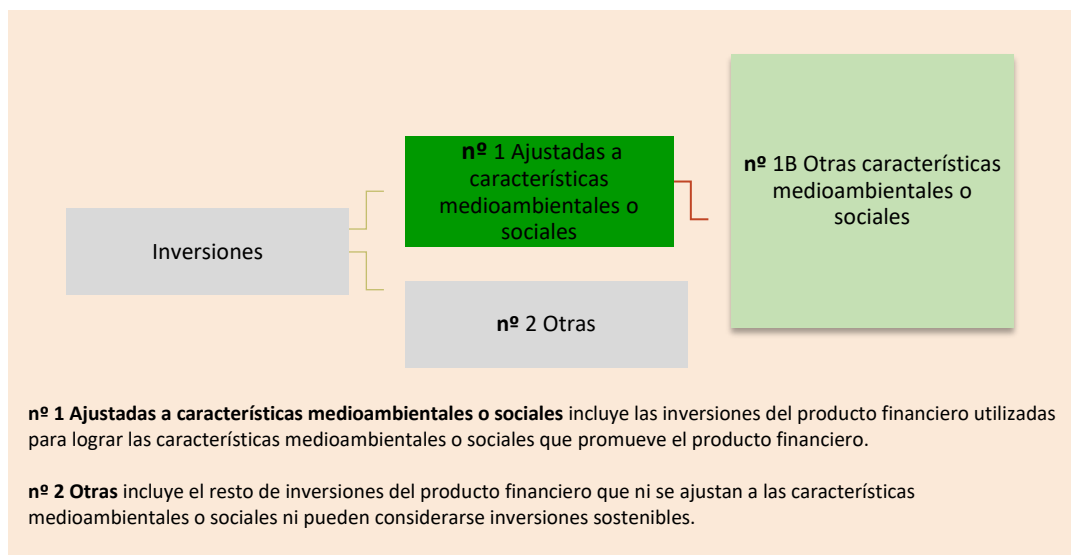 nº 1 Ajustadas a
características
medioambientales o
sociales
nº 1B Otras características
medioambientales o
sociales
Inversiones
nº 2 Otras
nº 1 Ajustadas a características medioambientales o sociales incluye las inversiones del producto financiero utilizadas
para lograr las características medioambientales o sociales que promueve el producto financiero.
nº 2 Otras incluye el resto de inversiones del producto financiero que ni se ajustan a las características
medioambientales o sociales ni pueden considerarse inversiones sostenibles.